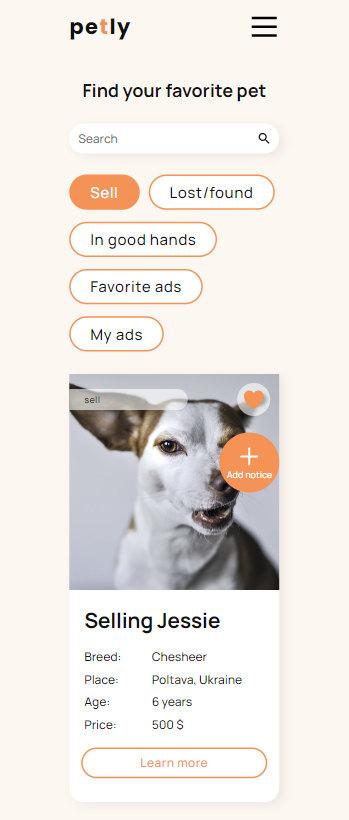 petly
Find your favorite pet
Search
Sell
Lost/found
In good hands
Favorite ads
My ads
sell
Add notice
Selling Jessie
Breed: Chesheer
Place: Poltava, Ukraine
Age: 6 years
Price: 500 $
Learn more